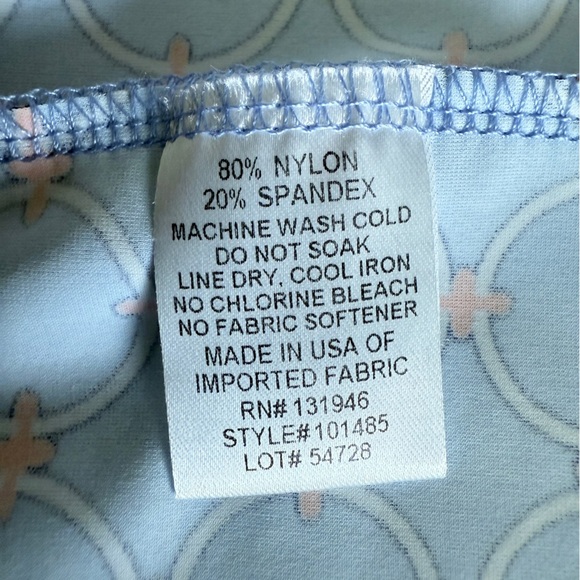 80% NYLON
20% SPANDEX
MACHINE WASH COLD
DO NOT SOAK
LINE DRY, COOL IRON
NO CHLORINE BLEACH
NO FABRIC SOFTENER
MADE IN USA OF
IMPORTED FABRIC
RN# 131946
STYLE#101485
LOT# 54728